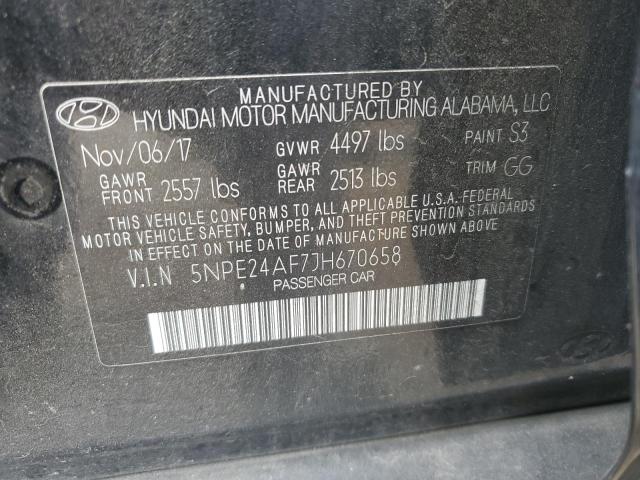 MANUFACTURED BY
HYUNDAI MOTOR MANUFACTURING ALABAMA, LLC
Nov/06/17 GVWR 4497 lbs PAINT S3
GAWR FRONT 2557 lbs GAWR REAR 2513 lbs TRIM GG
THIS VEHICLE CONFORMS TO ALL APPLICABLE U.S.A.-FEDERAL
MOTOR VEHICLE SAFETY, BUMPER, AND THEFT PREVENTION STANDARDS
IN EFFECT ON THE DATE OF MANUFACTURE SHOWN ABOVE.
V.I.N 5NPE24AF7JH670658
PASSENGER CAR